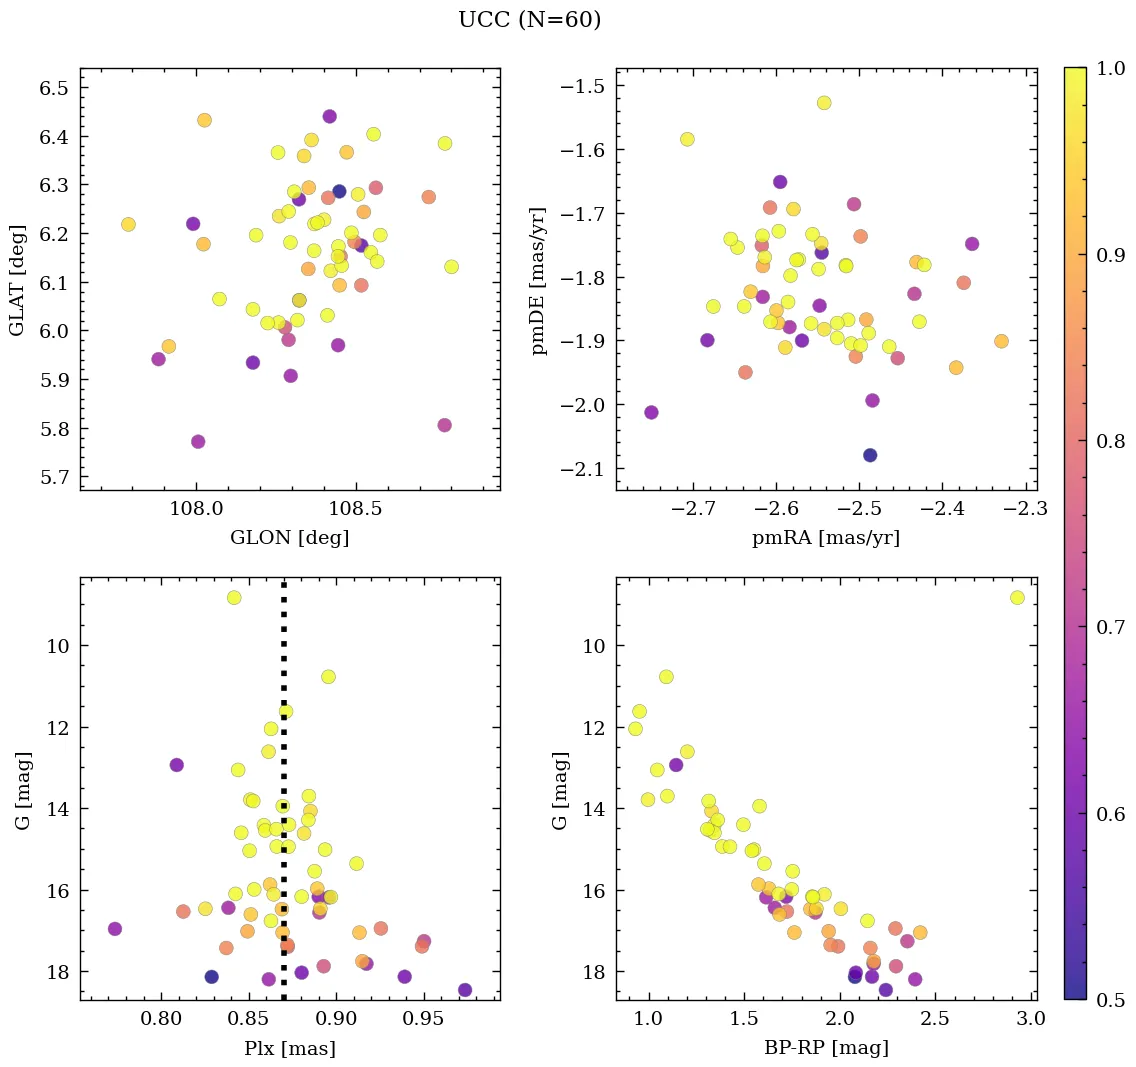 UCC (N=60)
6.5
6.4
6.3
6.2
6.1
6.0
5.9
5.8
5.7
GLAT [deg]
108.0 108.5
GLON [deg]
−1.5
−1.6
−1.7
−1.8
−1.9
−2.0
−2.1
pmDE [mas/yr]
−2.7 −2.6 −2.5 −2.4 −2.3
pmRA [mas/yr]
10
12
14
16
18
G [mag]
0.80 0.85 0.90 0.95
Plx [mas]
10
12
14
16
18
G [mag]
1.0 1.5 2.0 2.5 3.0
BP-RP [mag]
1.0
0.9
0.8
0.7
0.6
0.5